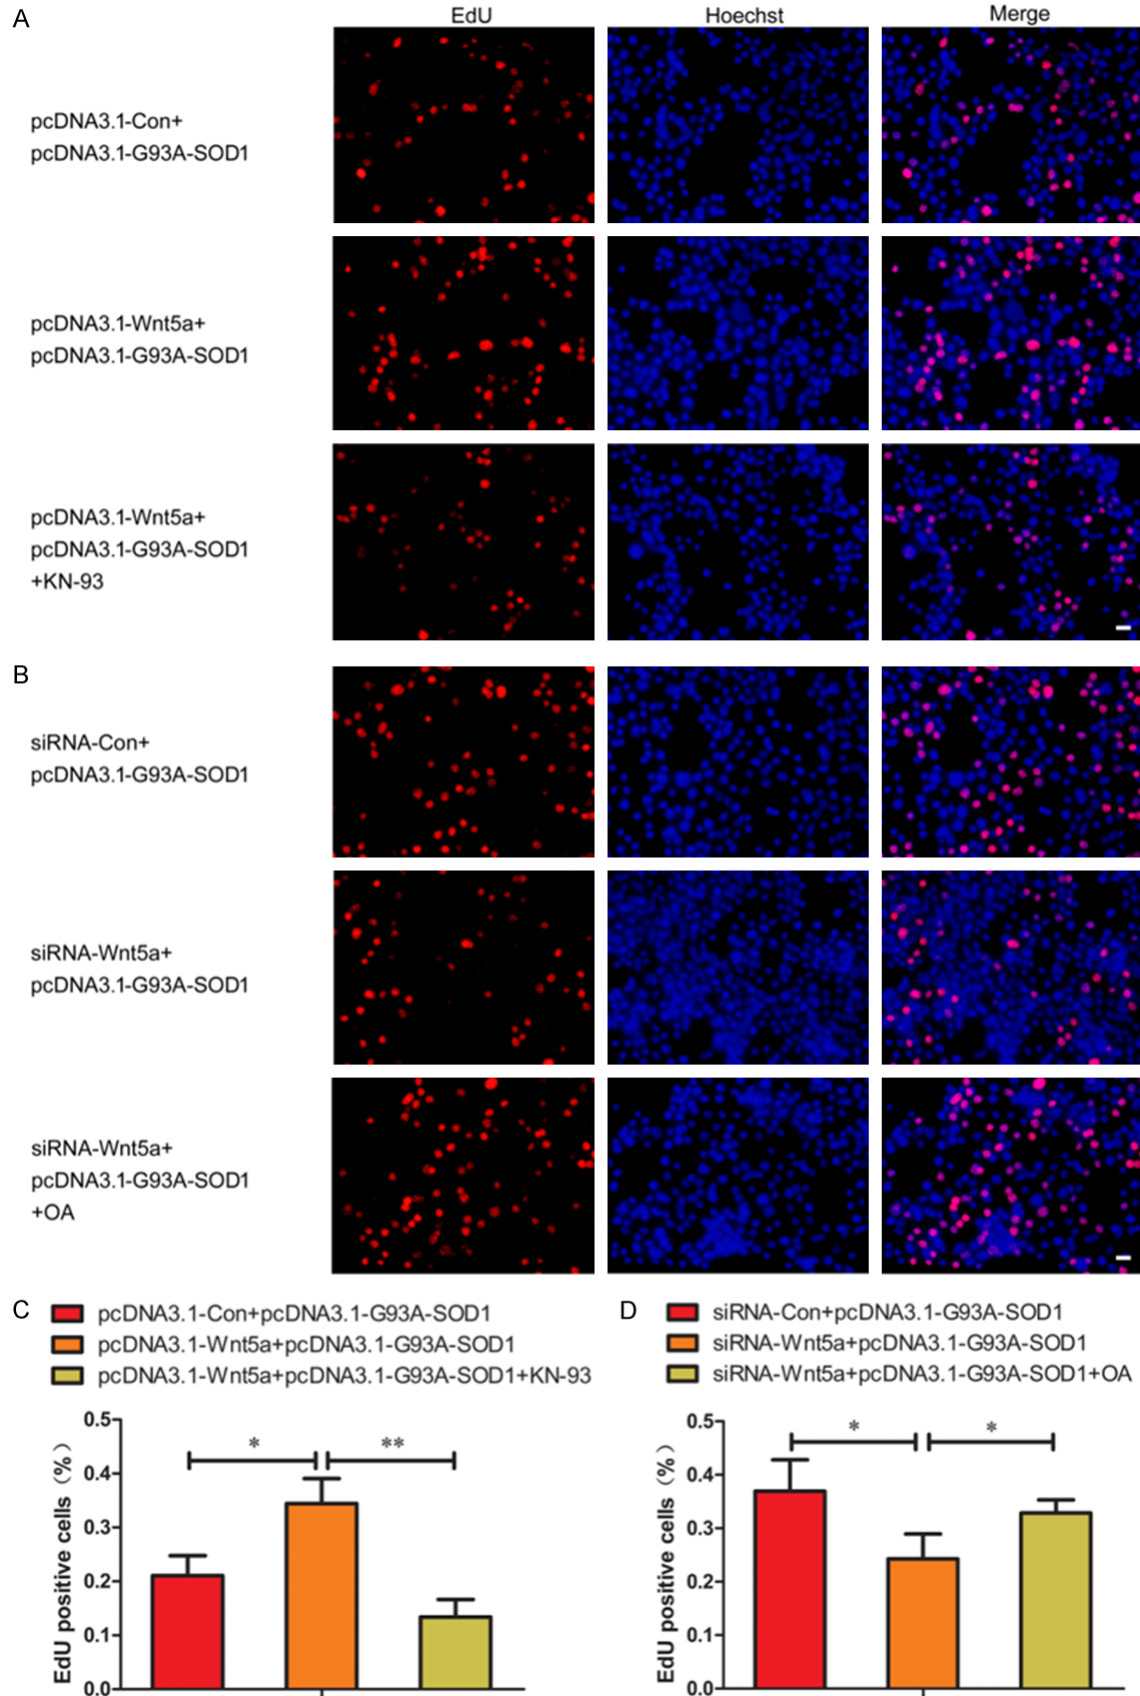 A
EdU
Hoechst
Merge
pcDNA3.1-Con+
pcDNA3.1-G93A-SOD1
pcDNA3.1-Wnt5a+
pcDNA3.1-G93A-SOD1
pcDNA3.1-Wnt5a+
pcDNA3.1-G93A-SOD1
+KN-93
B
siRNA-Con+
pcDNA3.1-G93A-SOD1
siRNA-Wnt5a+
pcDNA3.1-G93A-SOD1
siRNA-Wnt5a+
pcDNA3.1-G93A-SOD1
+OA
C
pcDNA3.1-Con+pcDNA3.1-G93A-SOD1
pcDNA3.1-Wnt5a+pcDNA3.1-G93A-SOD1
pcDNA3.1-Wnt5a+pcDNA3.1-G93A-SOD1+KN-93
EdU positive cells（%）
0.5
0.4
0.3
0.2
0.1
0.0
*
**
D
siRNA-Con+pcDNA3.1-G93A-SOD1
siRNA-Wnt5a+pcDNA3.1-G93A-SOD1
siRNA-Wnt5a+pcDNA3.1-G93A-SOD1+OA
EdU positive cells（%）
0.5
0.4
0.3
0.2
0.1
0.0
*
*